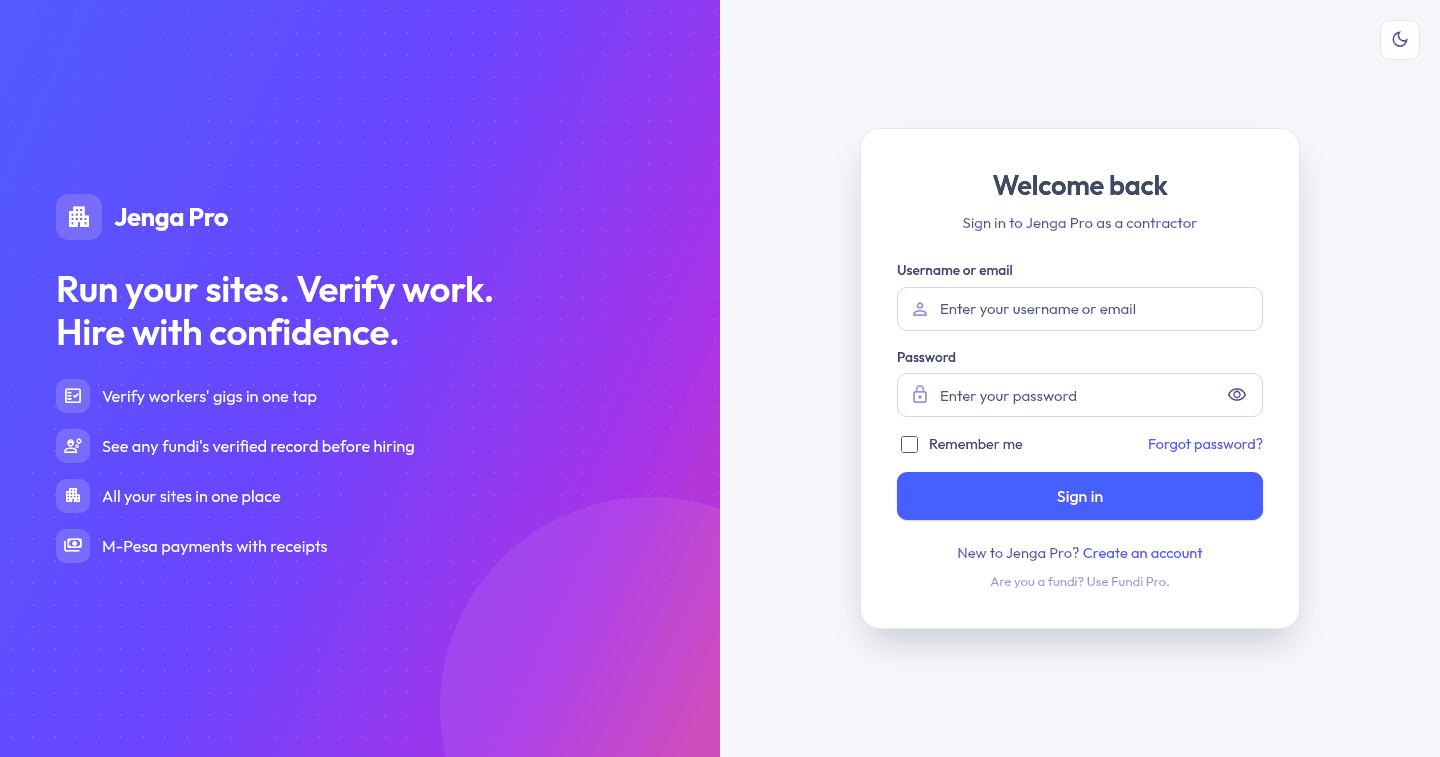 Jenga Pro
Run your sites. Verify work.
Hire with confidence.
Verify workers' gigs in one tap
See any fundi's verified record before hiring
All your sites in one place
M-Pesa payments with receipts
Welcome back
Sign in to Jenga Pro as a contractor
Username or email
Enter your username or email
Password
Enter your password
Remember me
Forgot password?
Sign in
New to Jenga Pro? Create an account
Are you a fundi? Use Fundi Pro.